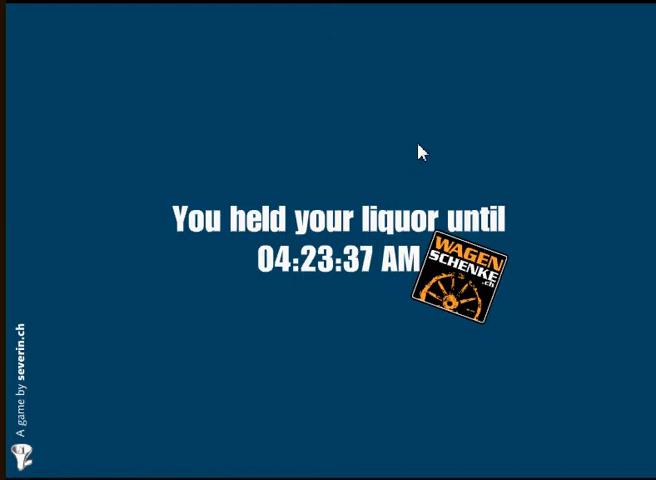 You held your liquor until
04:23:37 AM
WAGEN
SCHENKE
.ch
A game by severin.ch